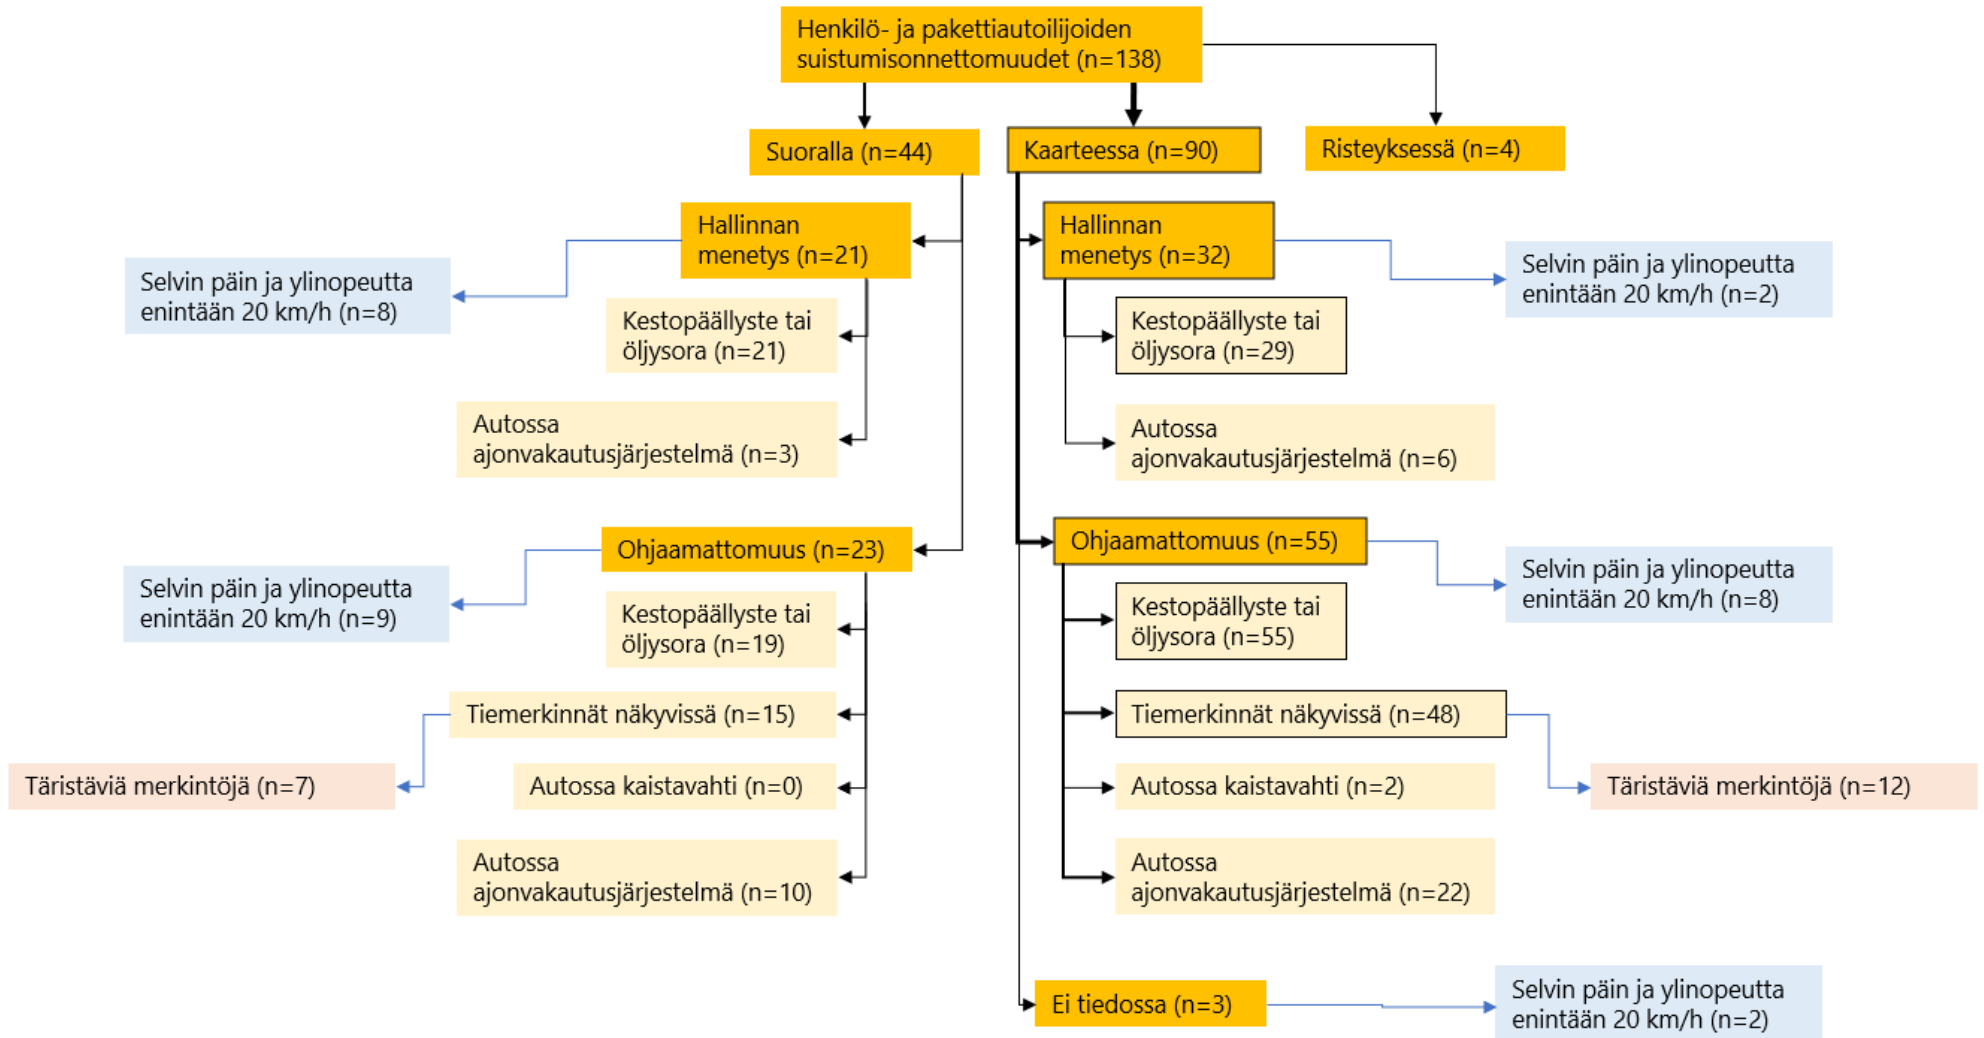 Henkilö- ja pakettiautoilijoiden
suistumisonnettomuudet (n=138)
Suoralla (n=44)
Kaarteessa (n=90)
Risteyksessä (n=4)
Hallinnan
menetys (n=21)
Selvin päin ja ylinopeutta
enintään 20 km/h (n=8)
Kestopäällyste tai
öljysora (n=21)
Autossa
ajonvakautusjärjestelmä (n=3)
Ohjaamattomuus (n=23)
Selvin päin ja ylinopeutta
enintään 20 km/h (n=9)
Kestopäällyste tai
öljysora (n=19)
Tiemerkinnät näkyvissä (n=15)
Täristäviä merkintöjä (n=7)
Autossa kaistavahti (n=0)
Autossa
ajonvakautusjärjestelmä (n=10)
Hallinnan
menetys (n=32)
Selvin päin ja ylinopeutta
enintään 20 km/h (n=2)
Kestopäällyste tai
öljysora (n=29)
Autossa
ajonvakautusjärjestelmä (n=6)
Ohjaamattomuus (n=55)
Selvin päin ja ylinopeutta
enintään 20 km/h (n=8)
Kestopäällyste tai
öljysora (n=55)
Tiemerkinnät näkyvissä (n=48)
Autossa kaistavahti (n=2)
Täristäviä merkintöjä (n=12)
Autossa
ajonvakautusjärjestelmä (n=22)
Ei tiedossa (n=3)
Selvin päin ja ylinopeutta
enintään 20 km/h (n=2)